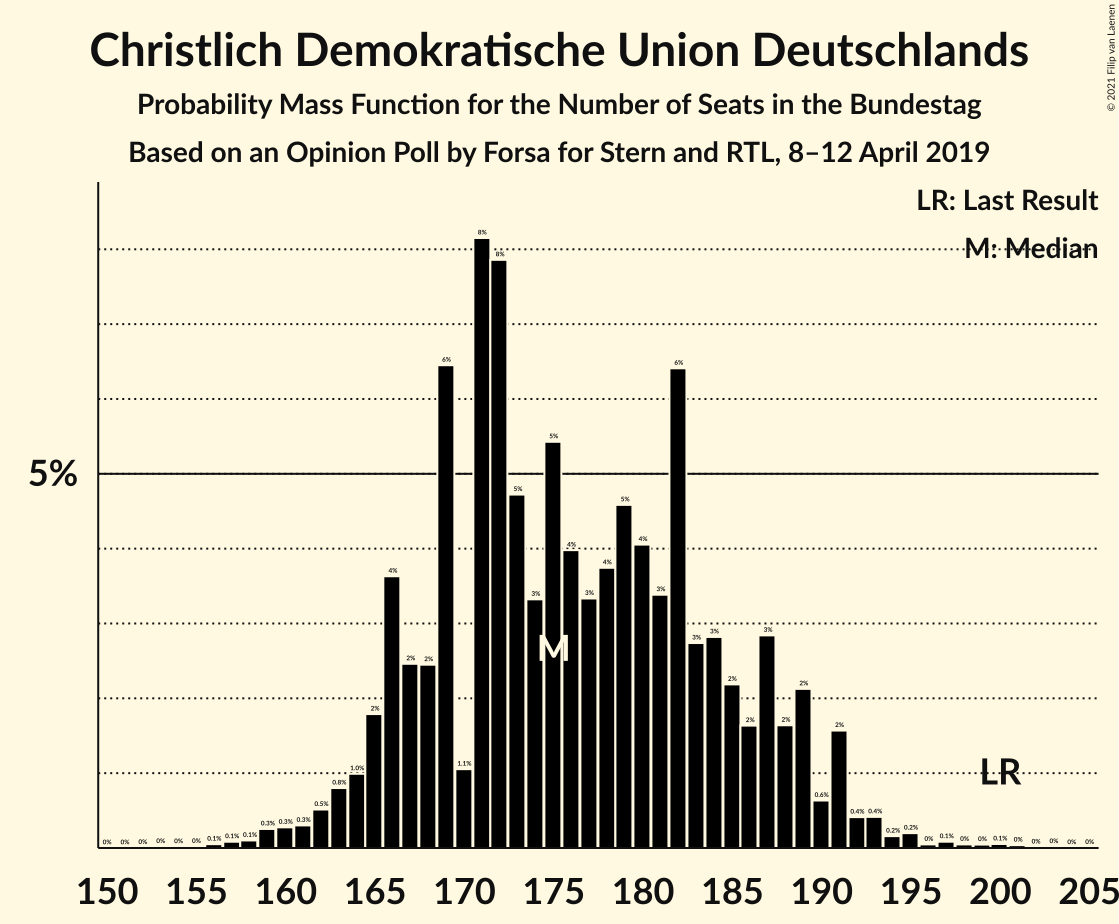 Christlich Demokratische Union Deutschlands
Probability Mass Function for the Number of Seats in the Bundestag
Based on an Opinion Poll by Forsa for Stern and RTL, 8–12 April 2019
© 2021 Filip van Laenen
LR: Last Result
M: Median
5%
0% 0% 0% 0% 0% 0% 0.1% 0.1% 0.1% 0.3% 0.3% 0.3% 0.5% 0.8% 1.0% 2% 4% 2% 2% 6% 1.1% 8% 8% 5% 3% 5% 4% 3% 4% 5% 4% 3% 6% 3% 3% 2% 2% 3% 2% 2% 0.6% 2% 0.4% 0.4% 0.2% 0.2% 0% 0.1% 0% 0% 0.1% 0% 0% 0% 0% 0%
M
LR
150 155 160 165 170 175 180 185 190 195 200 205